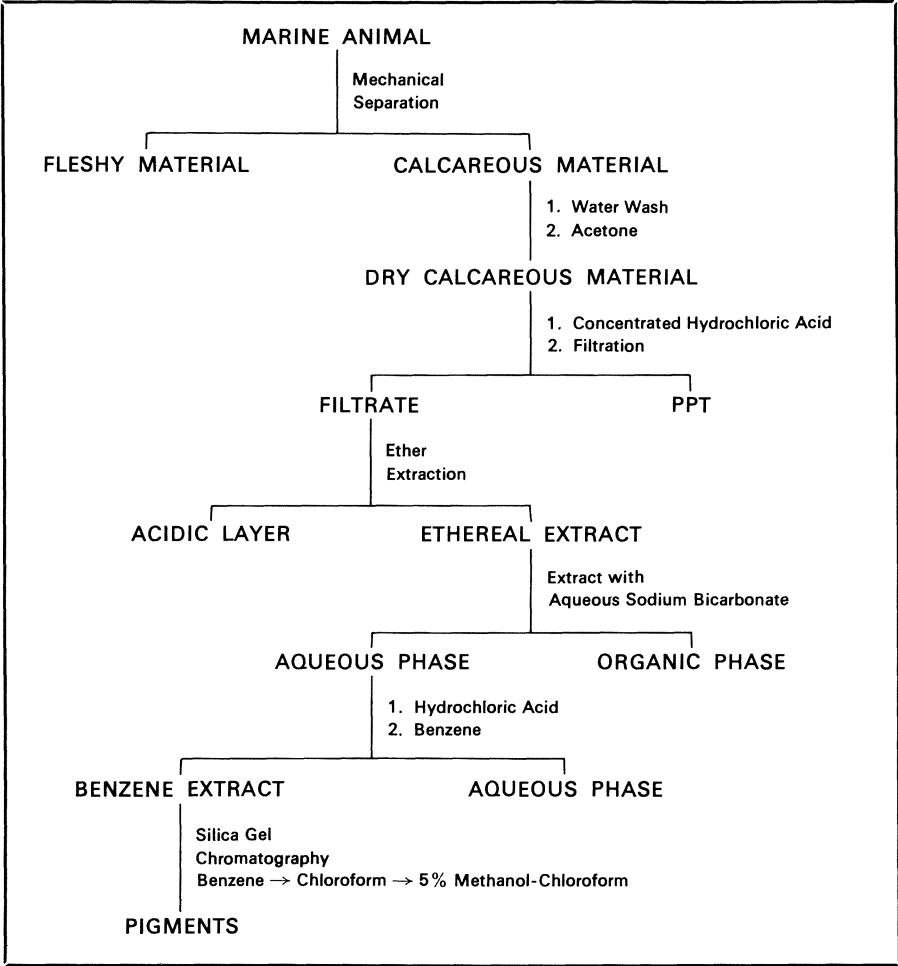 MARINE ANIMAL
Mechanical
Separation
FLESHY MATERIAL
CALCAREOUS MATERIAL
1. Water Wash
2. Acetone
DRY CALCAREOUS MATERIAL
1. Concentrated Hydrochloric Acid
2. Filtration
FILTRATE
PPT
Ether
Extraction
ACIDIC LAYER
ETHEREAL EXTRACT
Extract with
Aqueous Sodium Bicarbonate
AQUEOUS PHASE
ORGANIC PHASE
1. Hydrochloric Acid
2. Benzene
BENZENE EXTRACT
AQUEOUS PHASE
Silica Gel
Chromatography
Benzene → Chloroform → 5% Methanol-Chloroform
PIGMENTS